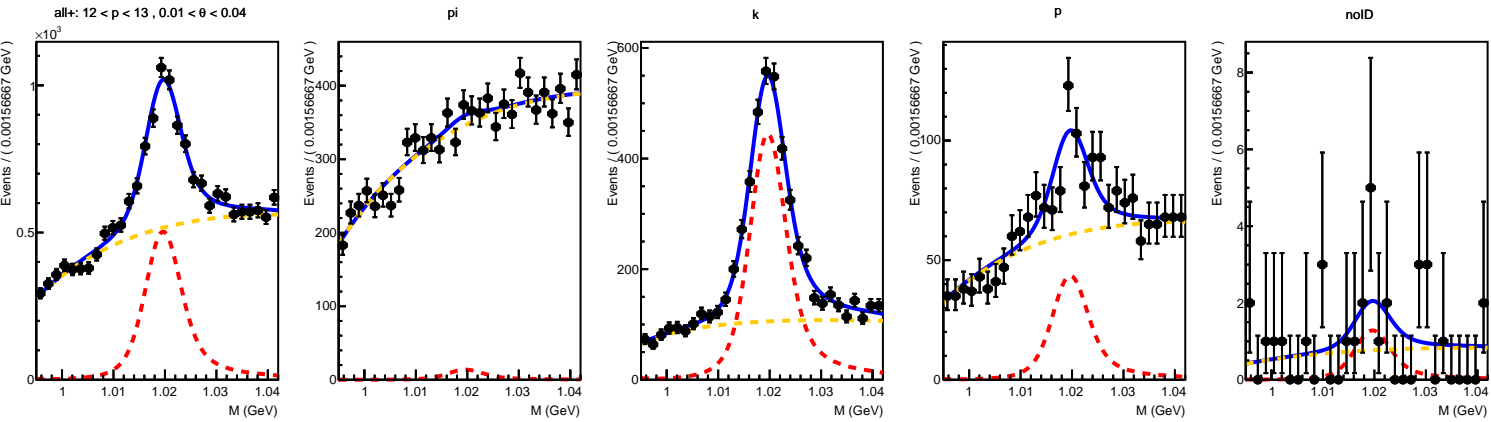 all+: 12 < p < 13 , 0.01 < θ < 0.04
×10³
Events / ( 0.00156667 GeV )
1
0.5
0
1 1.01 1.02 1.03 1.04
M (GeV)
pi
Events / ( 0.00156667 GeV )
400
300
200
100
0
1 1.01 1.02 1.03 1.04
M (GeV)
k
Events / ( 0.00156667 GeV )
600
400
200
0
1 1.01 1.02 1.03 1.04
M (GeV)
p
Events / ( 0.00156667 GeV )
100
50
0
1 1.01 1.02 1.03 1.04
M (GeV)
noID
Events / ( 0.00156667 GeV )
8
6
4
2
0
1 1.01 1.02 1.03 1.04
M (GeV)